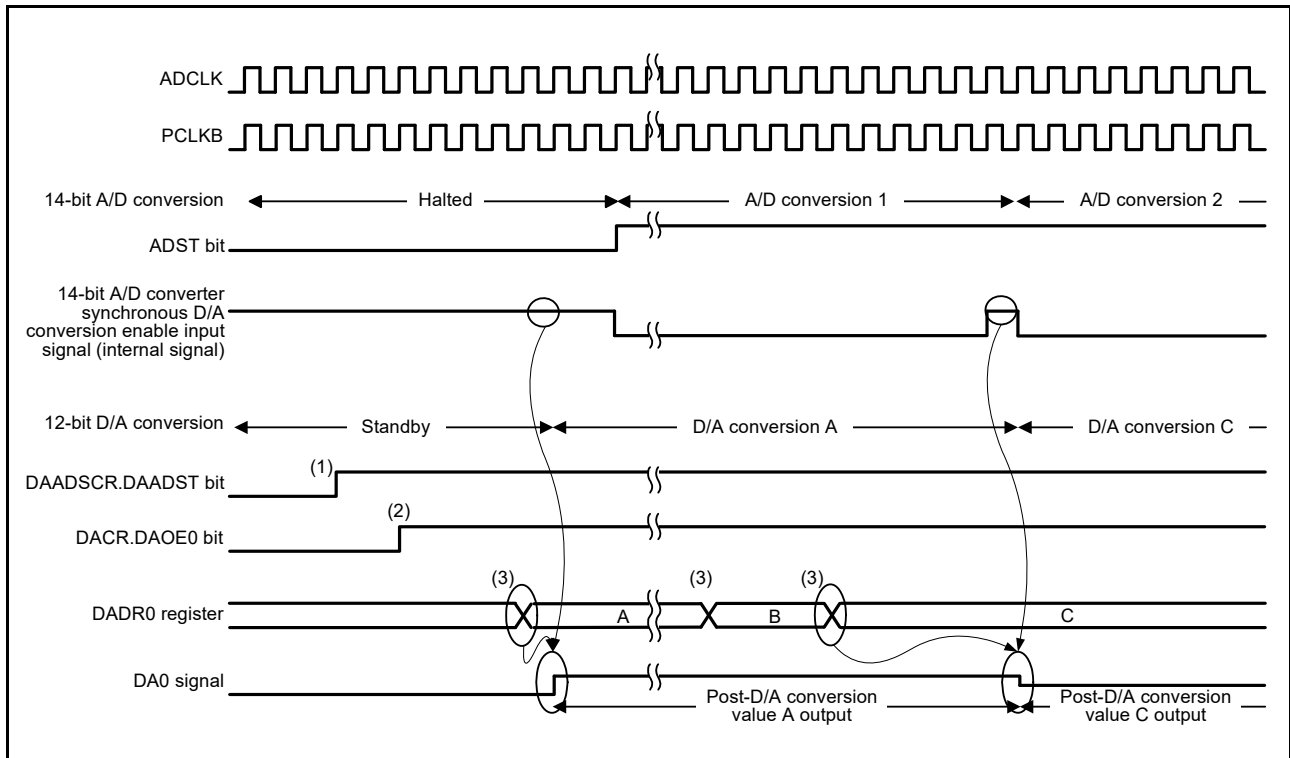 ADCLK
PCLKB
14-bit A/D conversion
Halted
A/D conversion 1
A/D conversion 2
ADST bit
14-bit A/D converter
synchronous D/A
conversion enable input
signal (internal signal)
12-bit D/A conversion
Standby
D/A conversion A
D/A conversion C
(1)
DAADSCR.DAADST bit
(2)
DACR.DAOE0 bit
(3)
(3)
(3)
DADR0 register
A
B
C
DA0 signal
Post-D/A conversion
value A output
Post-D/A conversion
value C output